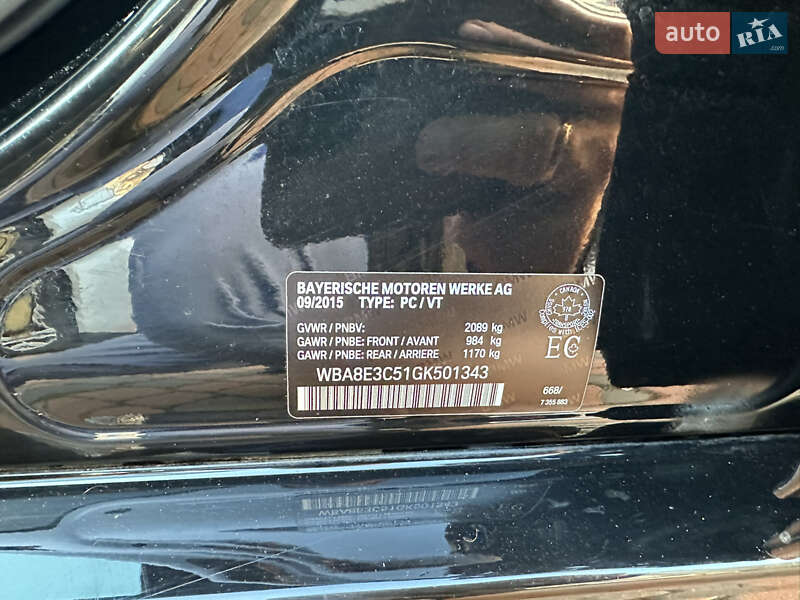 auto RIA
BAYERISCHE MOTOREN WERKE AG
09/2015 TYPE: PC / VT
GVWR / PNBV: 2089 kg
GAWR / PNBE: FRONT / AVANT 984 kg
GAWR / PNBE: REAR / ARRIERE 1170 kg
WBA8E3C51GK501343
CANADA
EC
668/
7 355 883